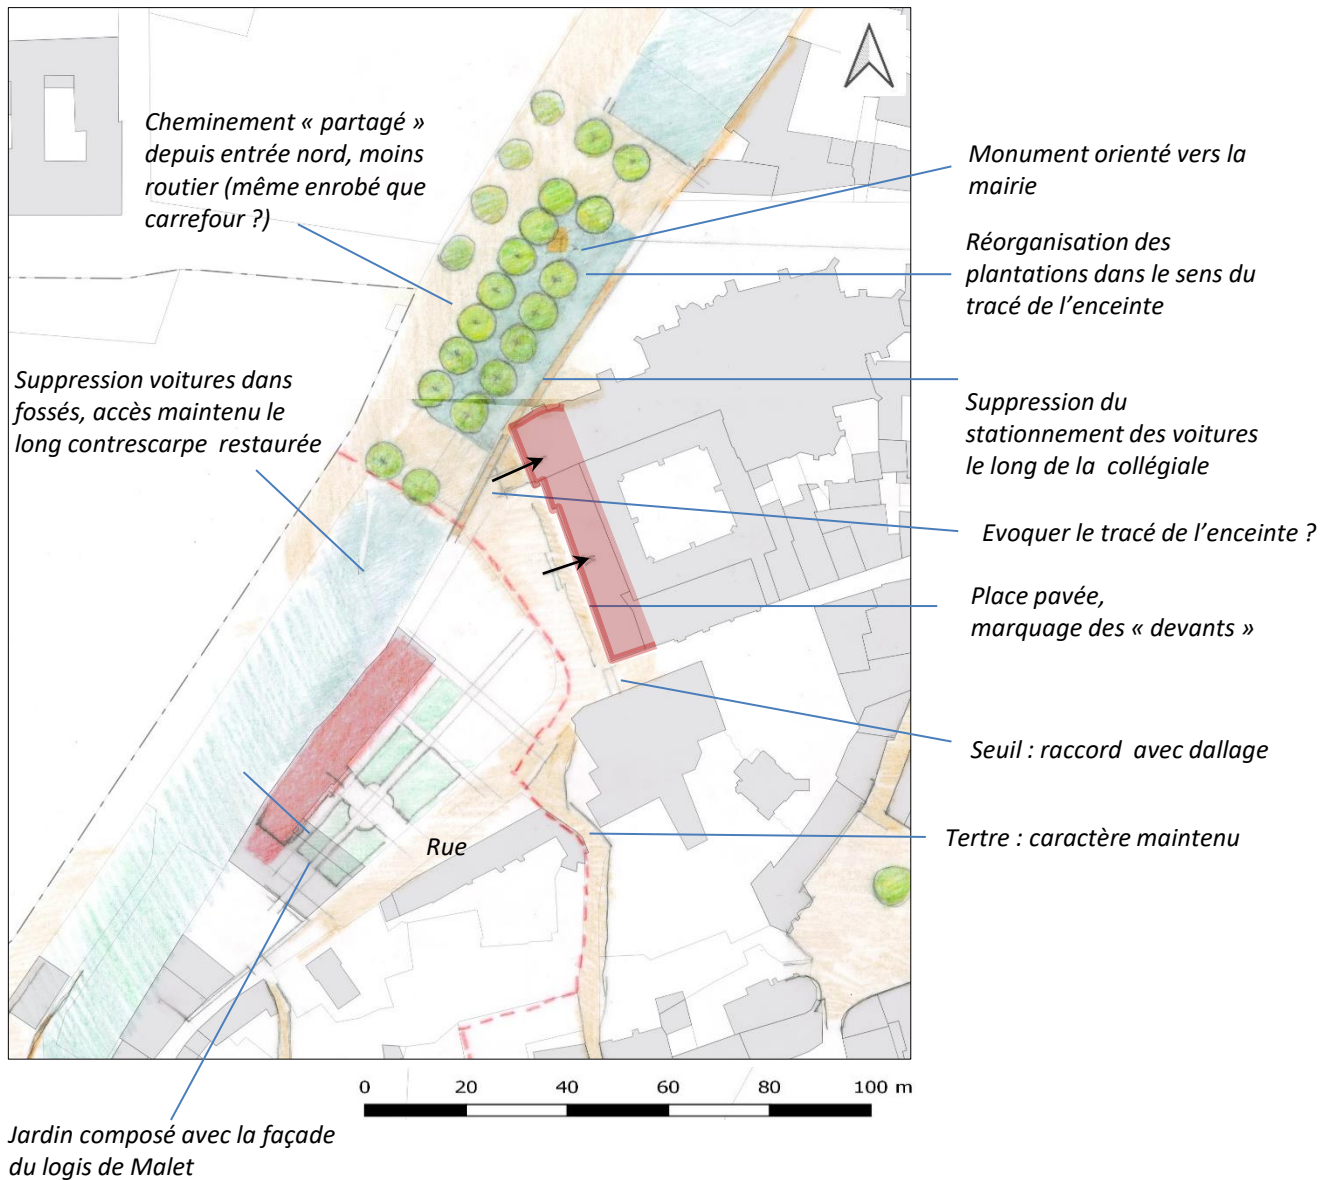 Cheminement « partagé »
depuis entrée nord, moins
routier (même enrobé que
carrefour ?)
Monument orienté vers la
mairie
Réorganisation des
plantations dans le sens du
tracé de l’enceinte
Suppression voitures dans
fossés, accès maintenu le
long contrescarpe restaurée
Suppression du
stationnement des voitures
le long de la collégiale
Evoquer le tracé de l’enceinte ?
Place pavée,
marquage des « devants »
Seuil : raccord avec dallage
Tertre : caractère maintenu
Rue
0 20 40 60 80 100 m
Jardin composé avec la façade
du logis de Malet